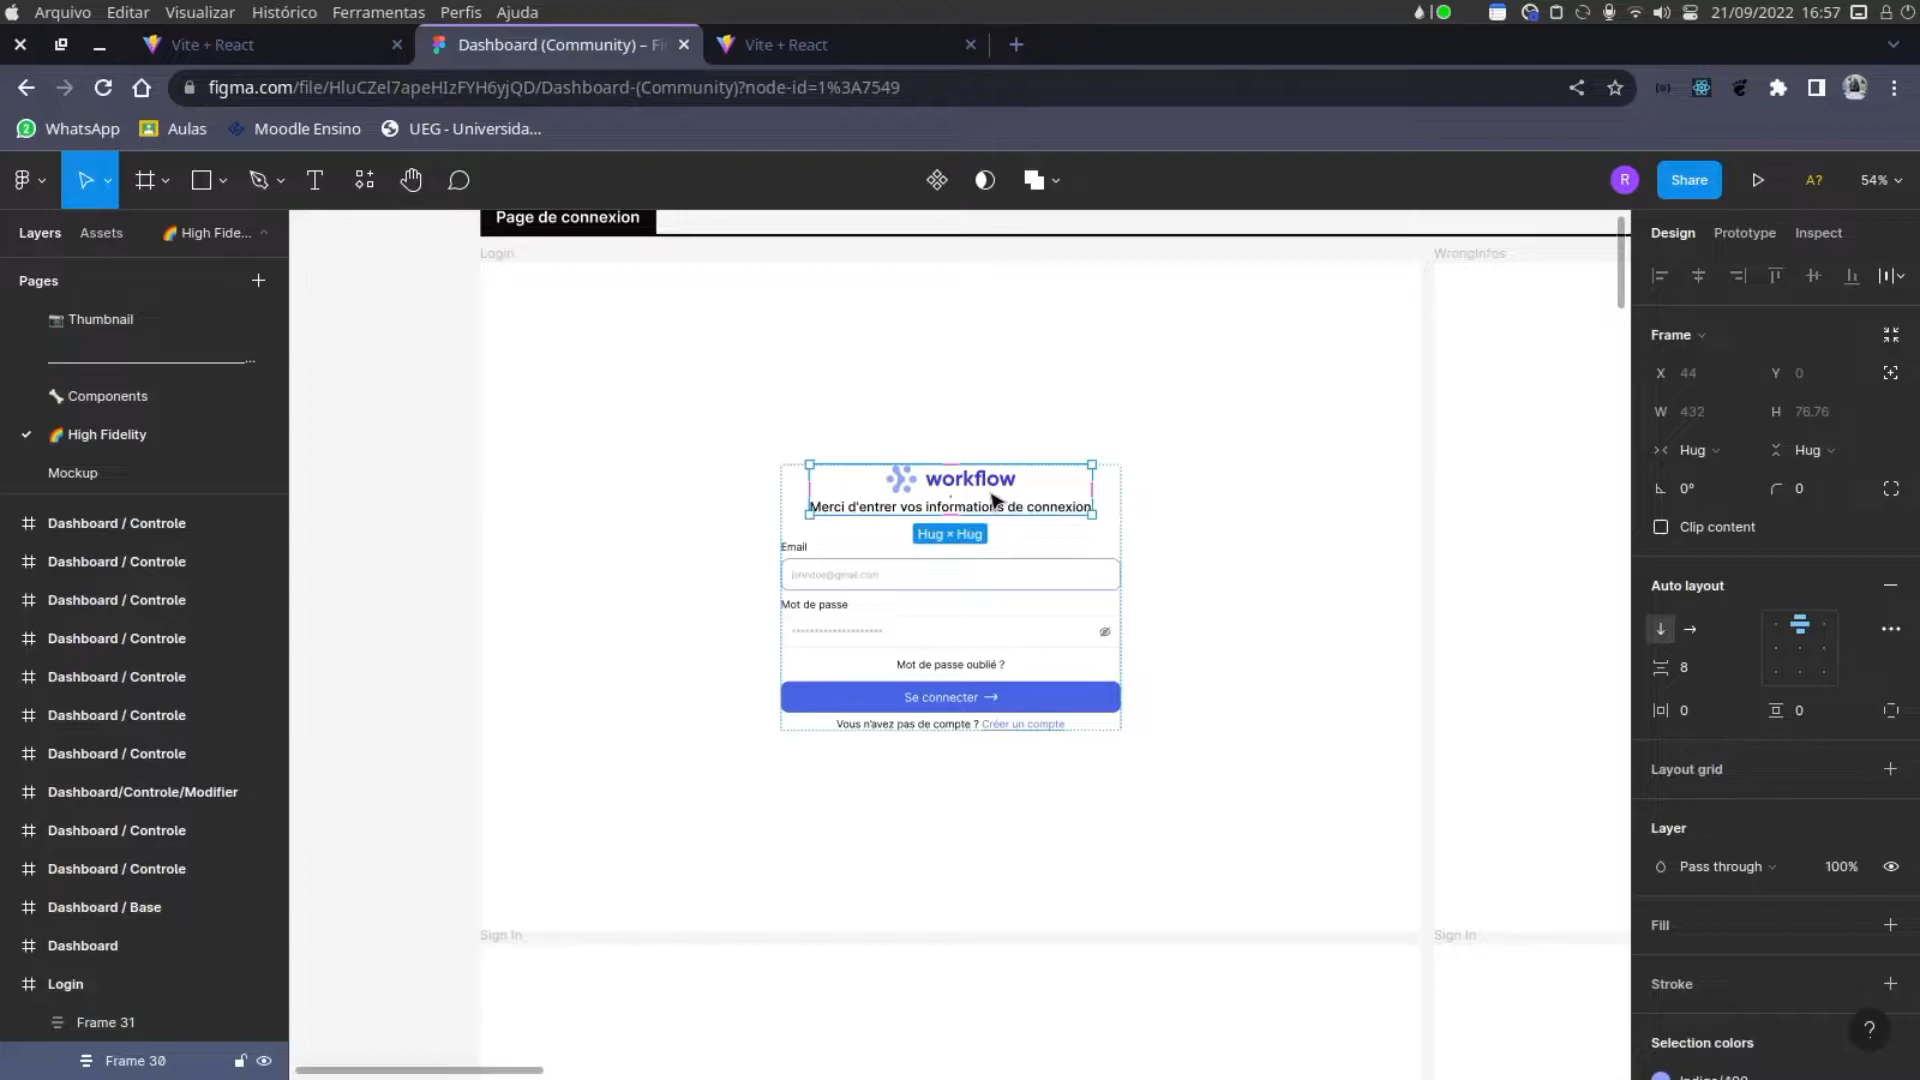 Arquivo Editar Visualizar Histórico Ferramentas Perfis Ajuda 21/09/2022 16:57
Vite + React Dashboard (Community) – Fi Vite + React
figma.com/file/HluCZel7apeHIzFYH6yjQD/Dashboard-(Community)?node-id=1%3A7549
WhatsApp Aulas Moodle Ensino UEG - Universida...
R Share A? 54%
Layers Assets High Fide...
Pages
Thumbnail
Components
High Fidelity
Mockup
Dashboard / Controle
Dashboard / Controle
Dashboard / Controle
Dashboard / Controle
Dashboard / Controle
Dashboard / Controle
Dashboard / Controle
Dashboard/Controle/Modifier
Dashboard / Controle
Dashboard / Controle
Dashboard / Base
Dashboard
Login
Frame 31
Frame 30
Page de connexion
Login WrongInfos
workflow
Merci d'entrer vos informations de connexion
Hug × Hug
Email
johndoe@gmail.com
Mot de passe
Mot de passe oublié ?
Se connecter →
Vous n'avez pas de compte ? Créer un compte
Sign In Sign In
Design Prototype Inspect
Frame
X 44 Y 0
W 432 H 76.76
Hug Hug
0° 0
Clip content
Auto layout
8
0 0
Layout grid
Layer
Pass through 100%
Fill
Stroke
?
Selection colors